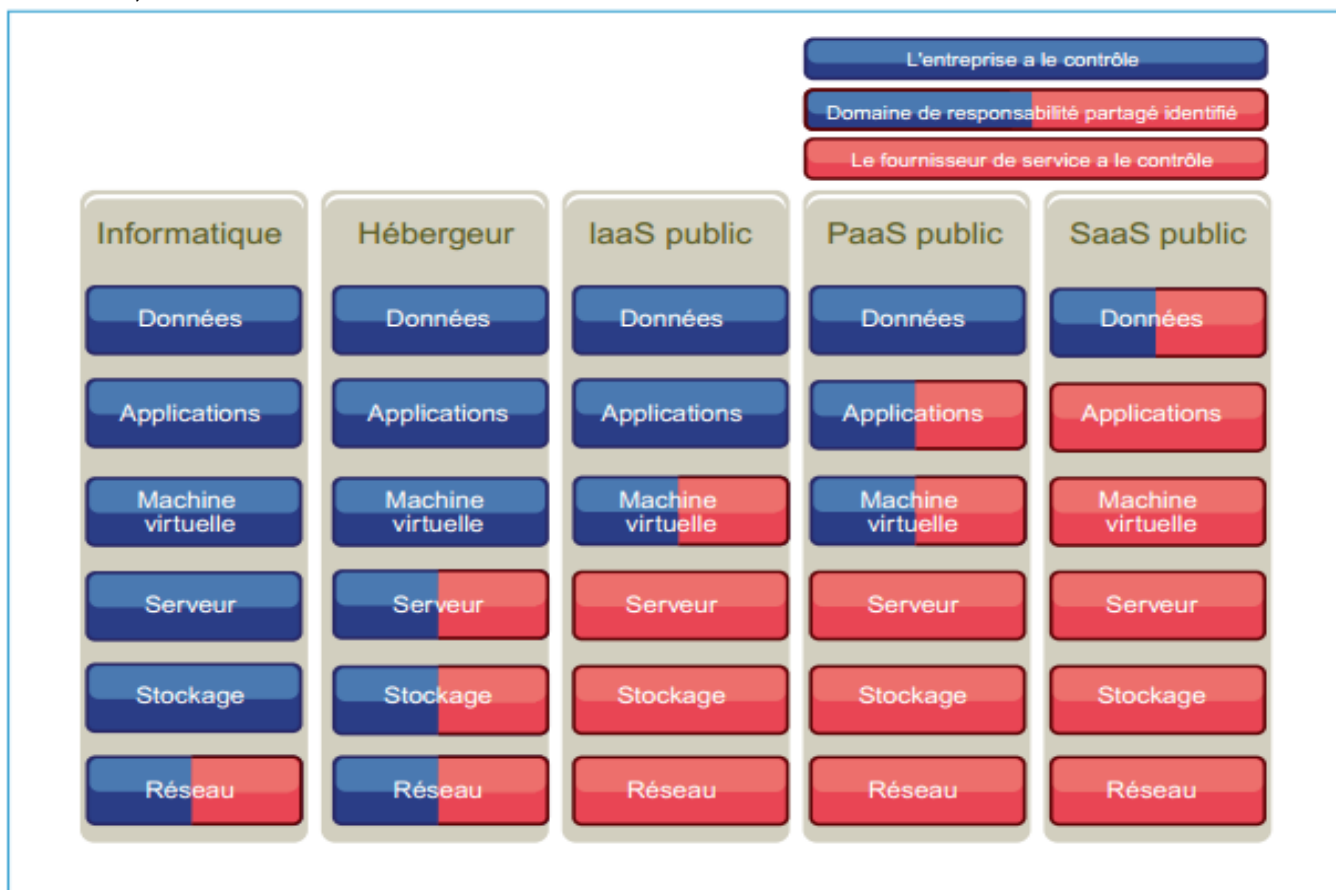 L'entreprise a le contrôle
Domaine de responsabilité partagé identifié
Le fournisseur de service a le contrôle
Informatique
Données
Applications
Machine
virtuelle
Serveur
Stockage
Réseau
Hébergeur
Données
Applications
Machine
virtuelle
Serveur
Stockage
Réseau
IaaS public
Données
Applications
Machine
virtuelle
Serveur
Stockage
Réseau
PaaS public
Données
Applications
Machine
virtuelle
Serveur
Stockage
Réseau
SaaS public
Données
Applications
Machine
virtuelle
Serveur
Stockage
Réseau